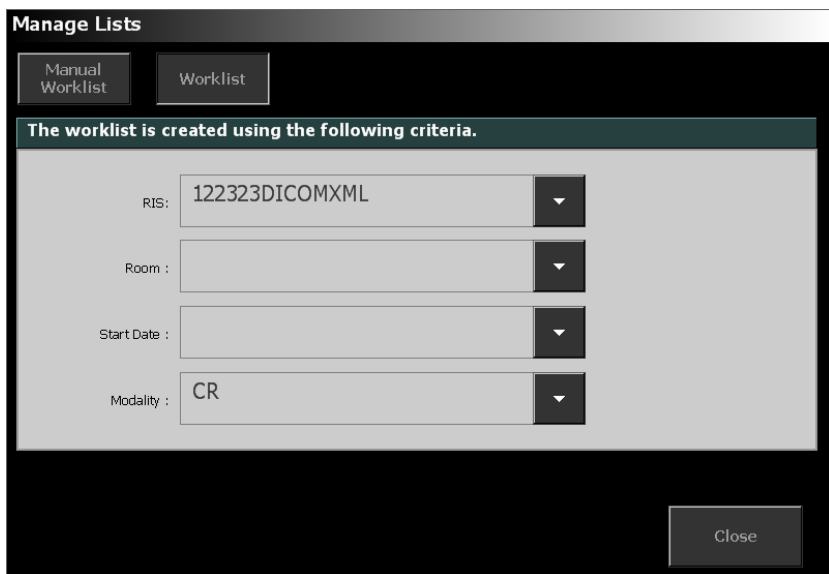 Manage Lists
Manual
Worklist
Worklist
The worklist is created using the following criteria.
RIS: 122323DICOMXML
Room :
Start Date :
Modality : CR
Close